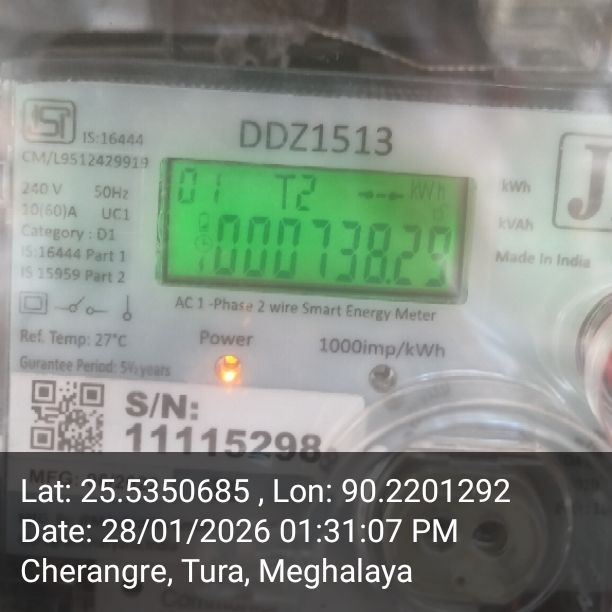 ISI
IS:16444
CM/L9512429919
DDZ1513
240 V 50Hz
10(60)A UC1
Category : D1
IS:16444 Part 1
IS 15959 Part 2
01 T2 kWh
000738.29
kWh
kVAh
J
Made In India
AC 1 -Phase 2 wire Smart Energy Meter
Ref. Temp: 27°C
Power
1000imp/kWh
Gurantee Period: 5½ years
S/N:
11115298
Lat: 25.5350685 , Lon: 90.2201292
Date: 28/01/2026 01:31:07 PM
Cherangre, Tura, Meghalaya